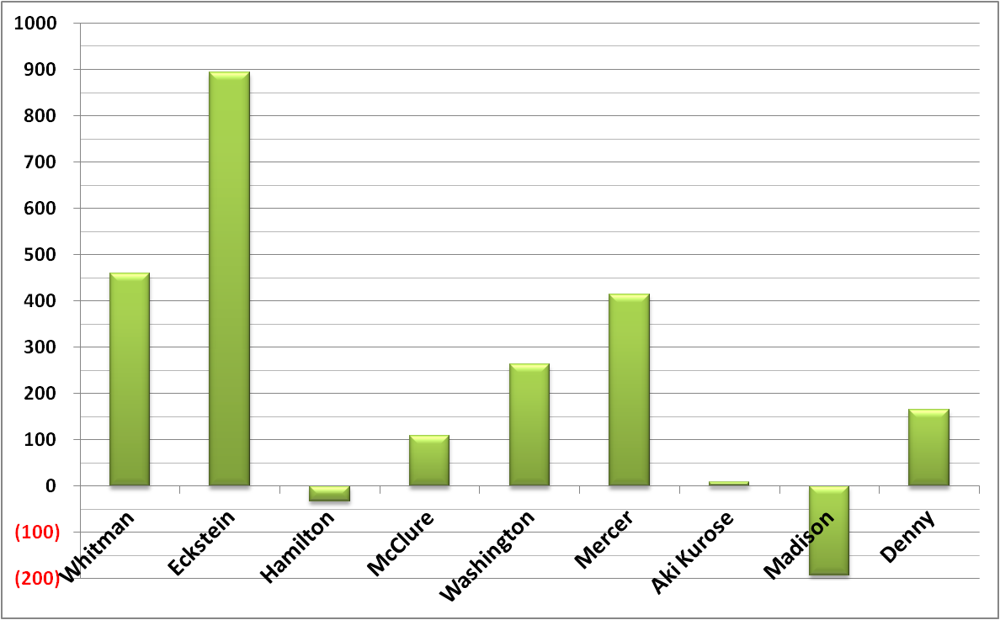 1000
900
800
700
600
500
400
300
200
100
0
(100)
(200)
Whitman
Eckstein
Hamilton
McClure
Washington
Mercer
Aki Kurose
Madison
Denny